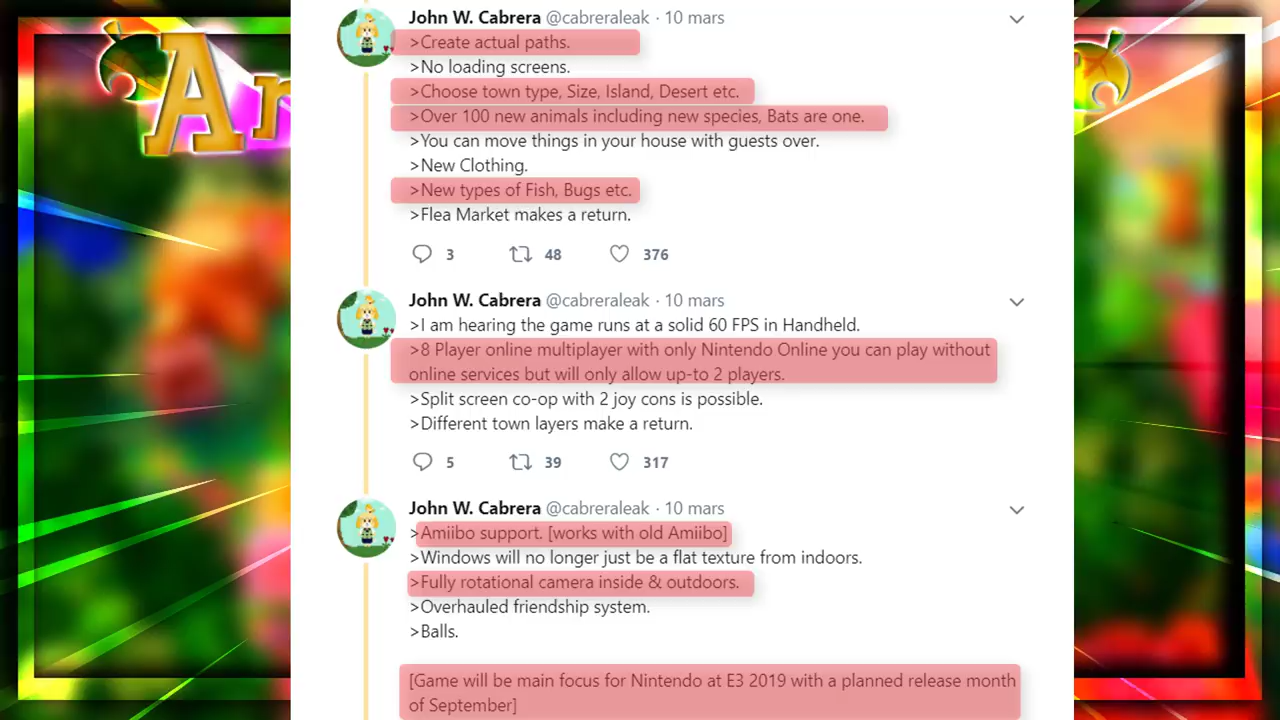 An
John W. Cabrera @cabreraleak · 10 mars
>Create actual paths.
>No loading screens.
>Choose town type, Size, Island, Desert etc.
>Over 100 new animals including new species, Bats are one.
>You can move things in your house with guests over.
>New Clothing.
>New types of Fish, Bugs etc.
>Flea Market makes a return.
3 48 376
John W. Cabrera @cabreraleak · 10 mars
>I am hearing the game runs at a solid 60 FPS in Handheld.
>8 Player online multiplayer with only Nintendo Online you can play without
online services but will only allow up-to 2 players.
>Split screen co-op with 2 joy cons is possible.
>Different town layers make a return.
5 39 317
John W. Cabrera @cabreraleak · 10 mars
>Amiibo support. [works with old Amiibo]
>Windows will no longer just be a flat texture from indoors.
>Fully rotational camera inside & outdoors.
>Overhauled friendship system.
>Balls.
[Game will be main focus for Nintendo at E3 2019 with a planned release month
of September]